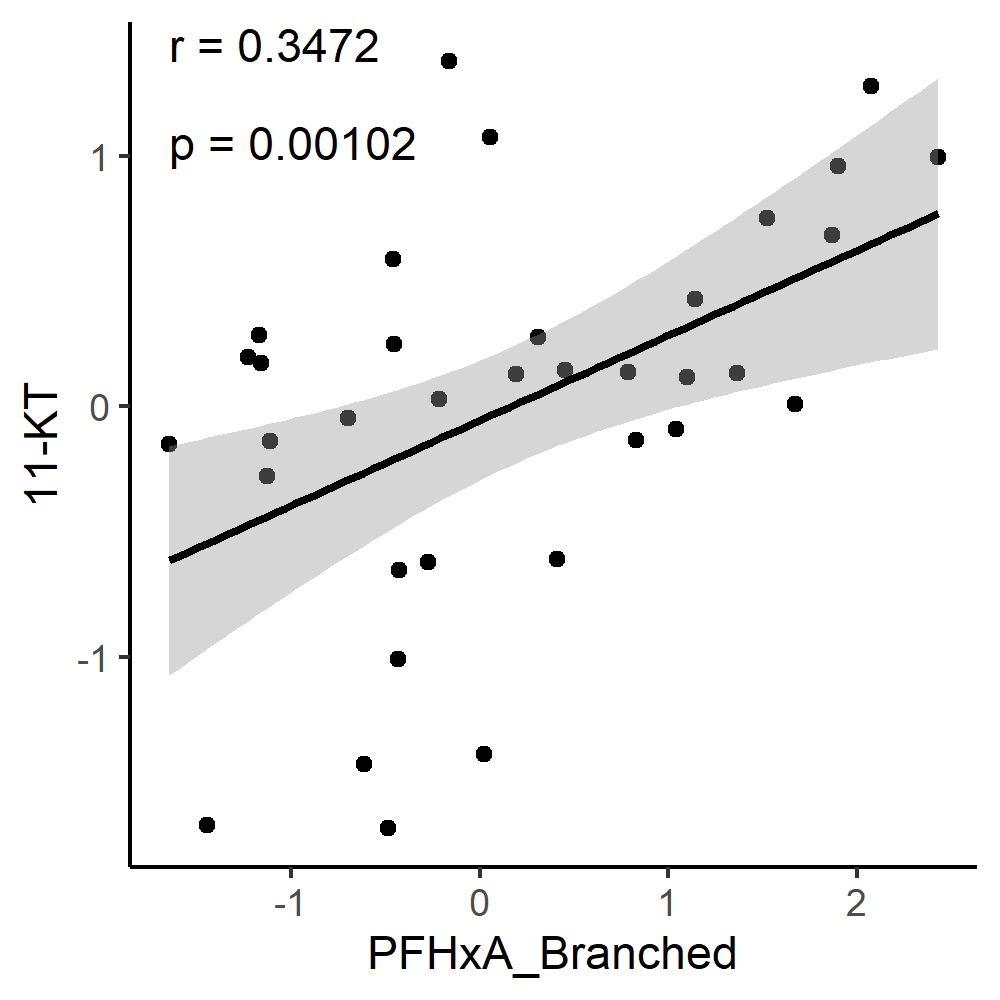 r = 0.3472
p = 0.00102
1
0
-1
11-KT
-1 0 1 2
PFHxA_Branched